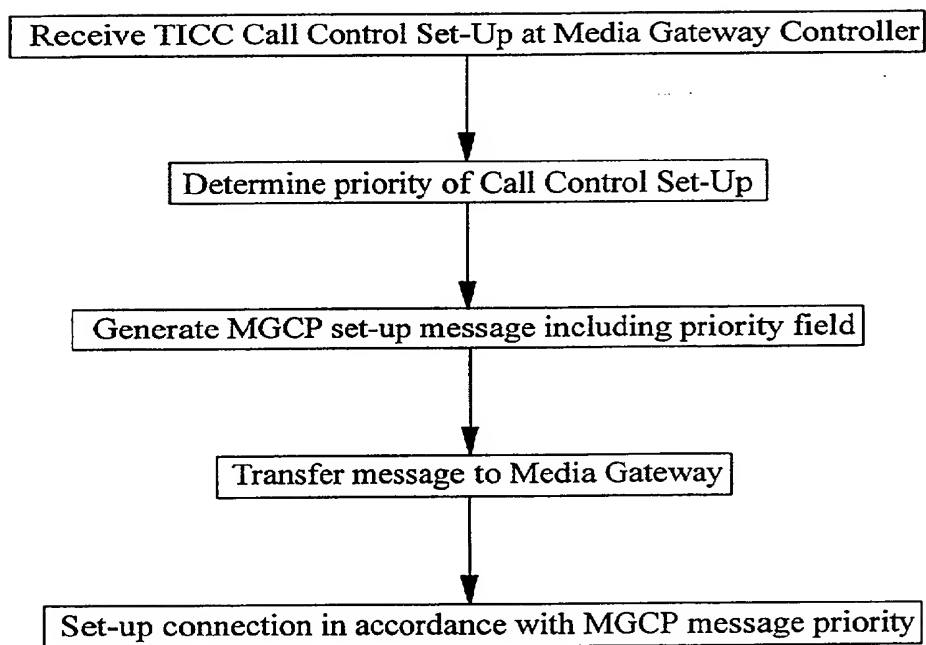 Receive TICC Call Control Set-Up at Media Gateway Controller
Determine priority of Call Control Set-Up
Generate MGCP set-up message including priority field
Transfer message to Media Gateway
Set-up connection in accordance with MGCP message priority